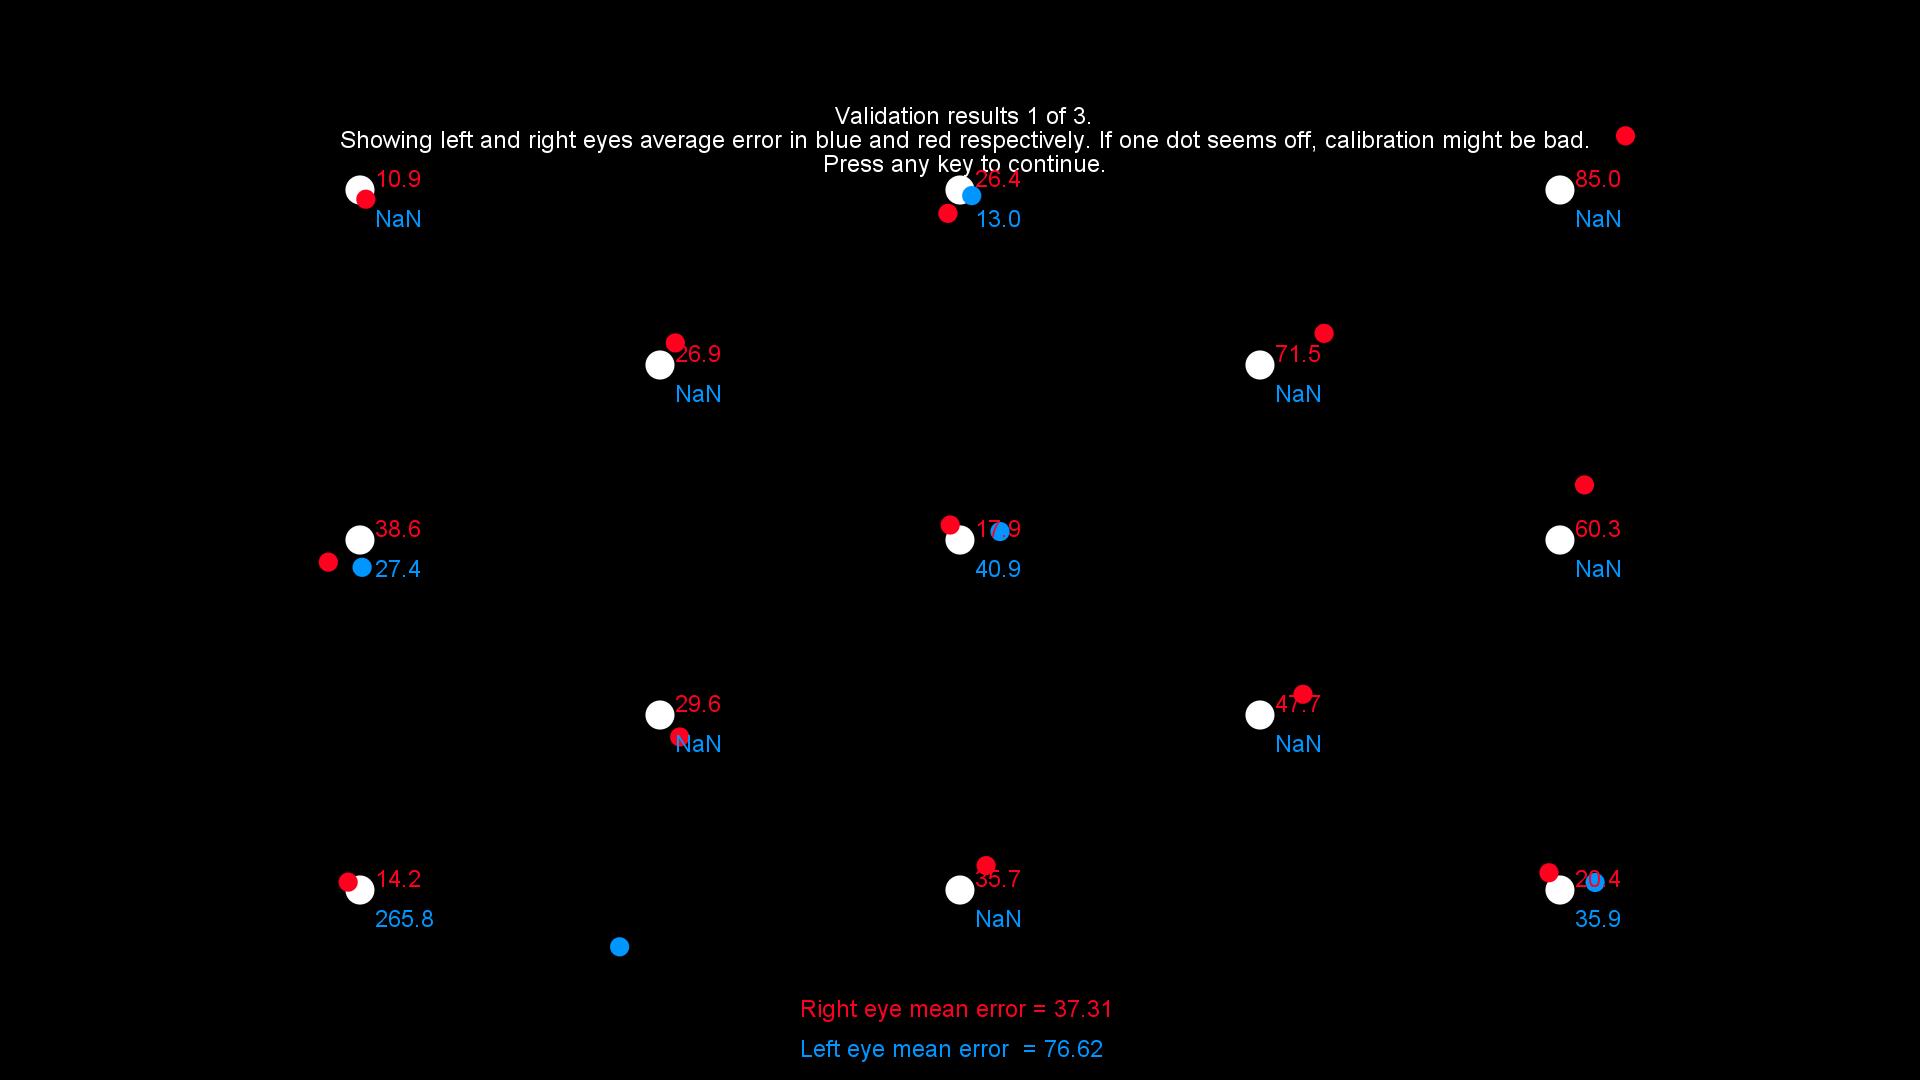 Validation results 1 of 3.
Showing left and right eyes average error in blue and red respectively. If one dot seems off, calibration might be bad.
Press any key to continue.
10.9 26.4 85.0
NaN 13.0 NaN
26.9 71.5
NaN NaN
38.6 17.9 60.3
27.4 40.9 NaN
29.6 47.7
NaN NaN
14.2 35.7 20.4
265.8 NaN 35.9
Right eye mean error = 37.31
Left eye mean error = 76.62